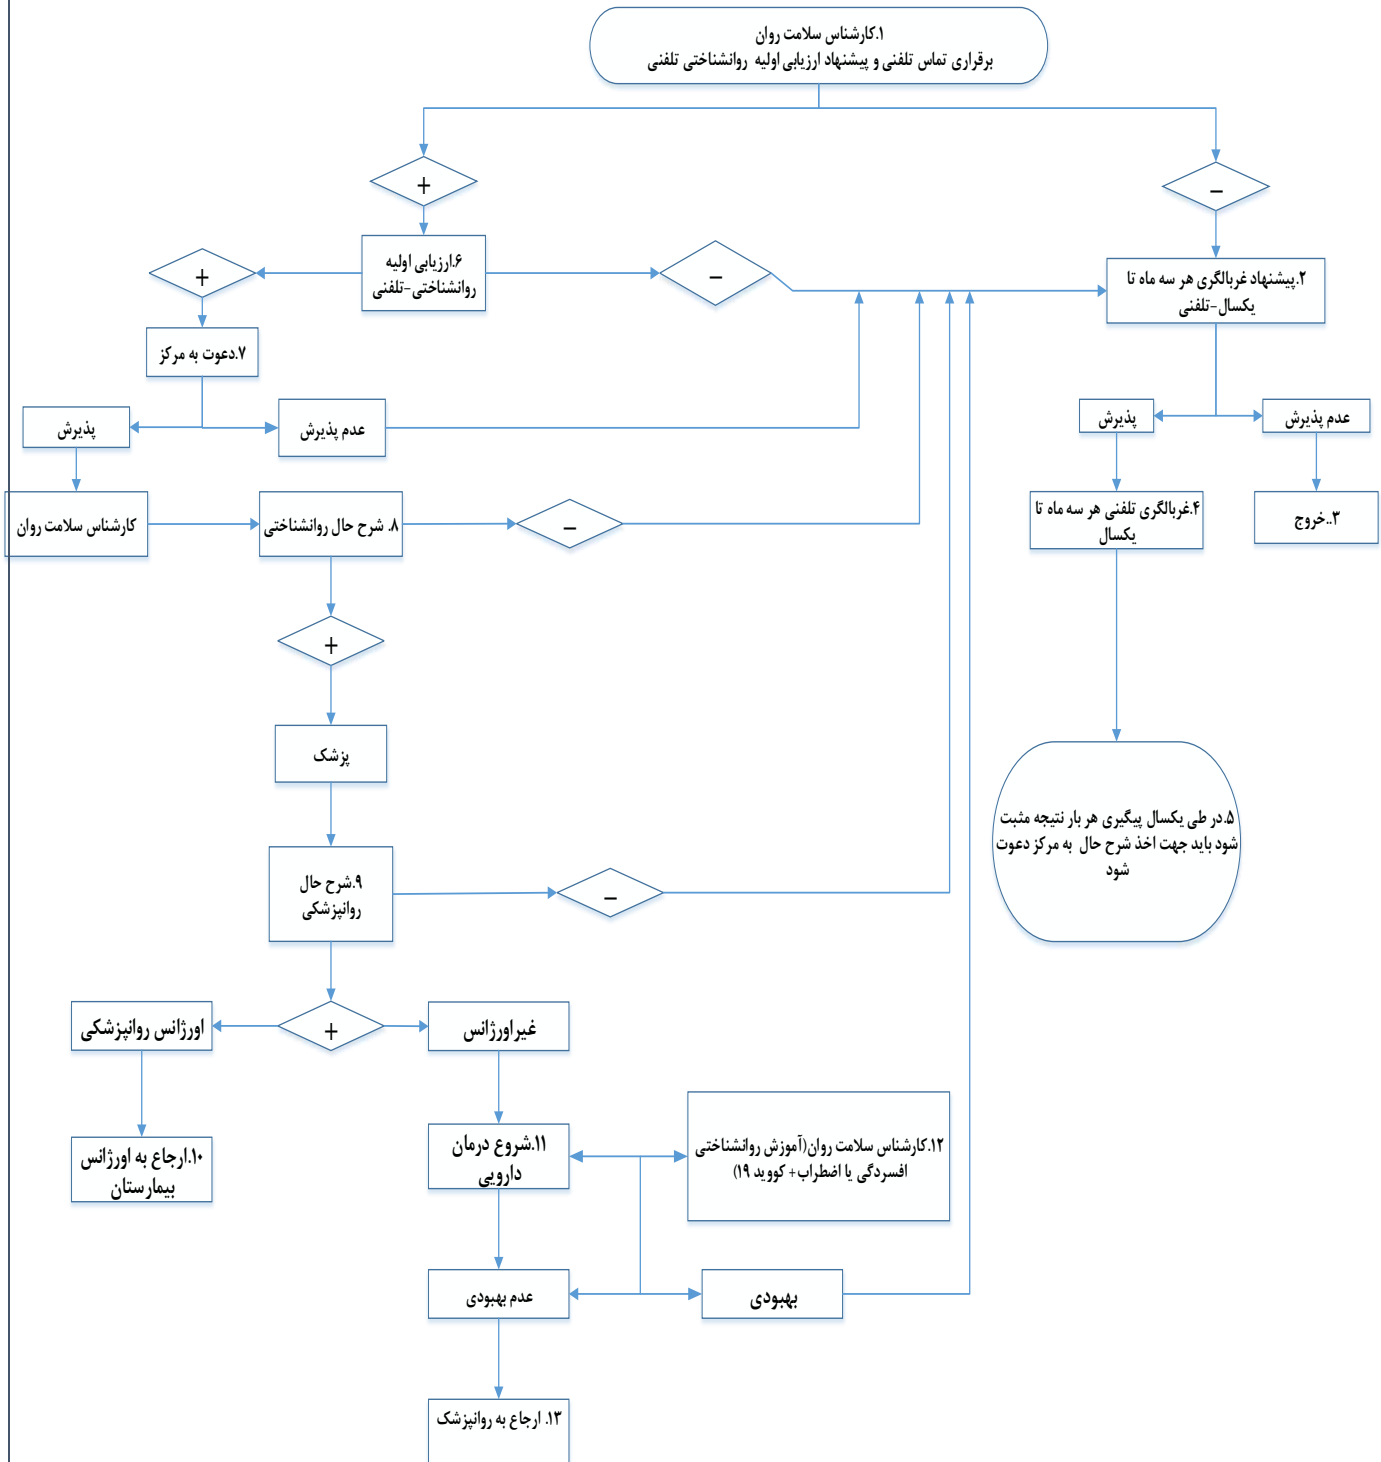 ۱.کارشناس سلامت روان
برقراری تماس تلفنی و پیشنهاد ارزیابی اولیه روانشناختی تلفنی
+
–
۶.ارزیابی اولیه
روانشناختی-تلفنی
+
–
۲.پیشنهاد غربالگری هر سه ماه تا
یکسال-تلفنی
۷.دعوت به مرکز
پذیرش
عدم پذیرش
پذیرش
عدم پذیرش
کارشناس سلامت روان
۸. شرح حال روانشناختی
–
۴.غربالگری تلفنی هر سه ماه تا
یکسال
۳..خروج
+
پزشک
۵.در طی یکسال پیگیری هر بار نتیجه مثبت
شود باید جهت اخذ شرح حال به مرکز دعوت
شود
۹.شرح حال
روانپزشکی
–
+
اورژانس روانپزشکی
غیراورژانس
۱۰.ارجاع به اورژانس
بیمارستان
۱۱.شروع درمان
دارویی
۱۲.کارشناس سلامت روان(آموزش روانشناختی
افسردگی یا اضطراب+ کووید ۱۹)
عدم بهبودی
بهبودی
۱۳. ارجاع به روانپزشک